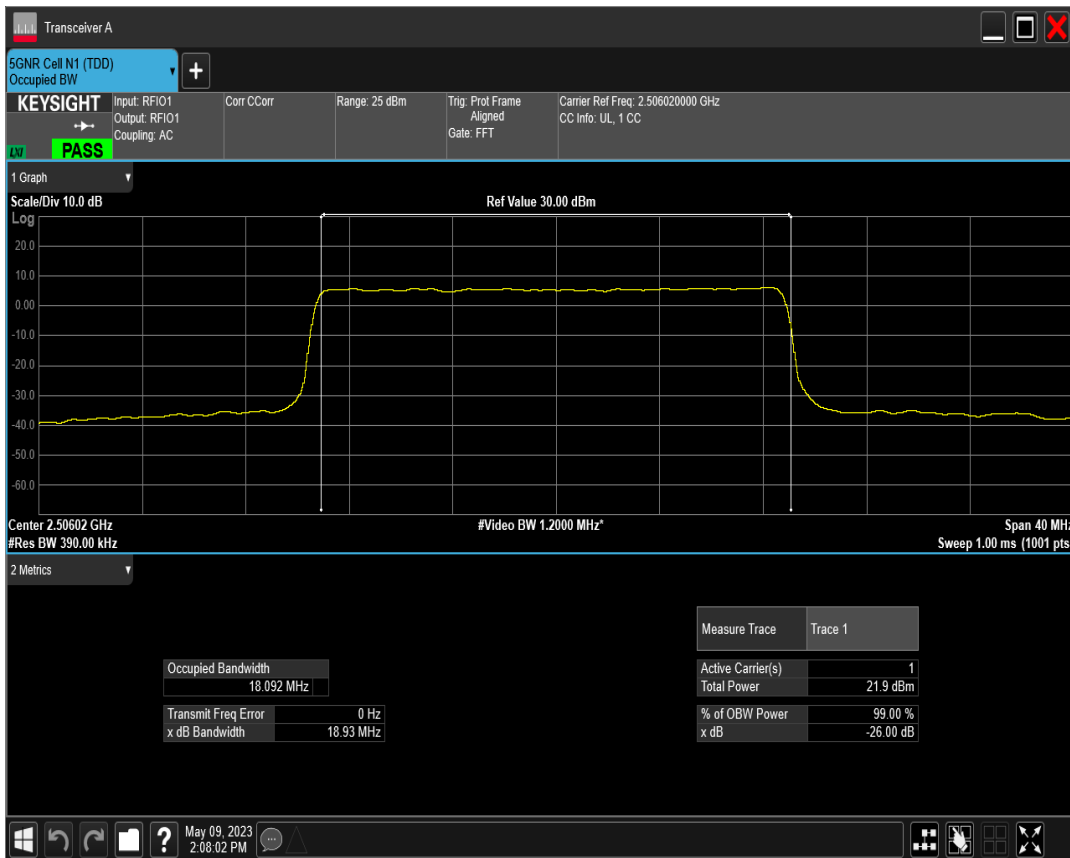 Transceiver A
5GNR Cell N1 (TDD)
Occupied BW
+
KEYSIGHT
LXI
PASS
Input: RFIO1
Output: RFIO1
Coupling: AC
Corr CCorr
Range: 25 dBm
Trig: Prot Frame
Aligned
Gate: FFT
Carrier Ref Freq: 2.506020000 GHz
CC Info: UL, 1 CC
1 Graph
Scale/Div 10.0 dB
Ref Value 30.00 dBm
Log
20.0
10.0
0.00
-10.0
-20.0
-30.0
-40.0
-50.0
-60.0
Center 2.50602 GHz
#Video BW 1.2000 MHz*
Span 40 MHz
#Res BW 390.00 kHz
Sweep 1.00 ms (1001 pts
2 Metrics
Measure Trace Trace 1
Occupied Bandwidth
18.092 MHz
Active Carrier(s) 1
Total Power 21.9 dBm
Transmit Freq Error 0 Hz
x dB Bandwidth 18.93 MHz
% of OBW Power 99.00 %
x dB -26.00 dB
?
May 09, 2023
2:08:02 PM